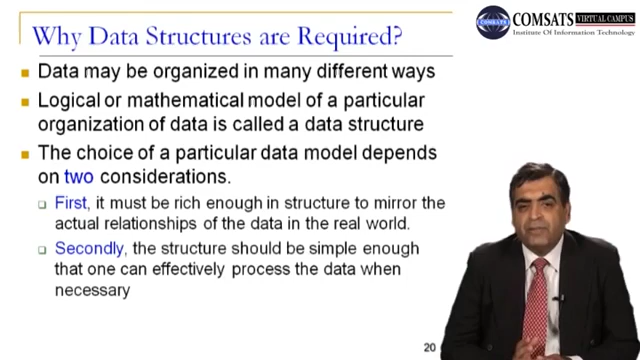 Why Data Structures are Required?
COMSATS VIRTUAL CAMPUS
Institute Of Information Technology
Data may be organized in many different ways
Logical or mathematical model of a particular
organization of data is called a data structure
The choice of a particular data model depends
on two considerations.
First, it must be rich enough in structure to mirror the
actual relationships of the data in the real world.
Secondly, the structure should be simple enough
that one can effectively process the data when
necessary
20